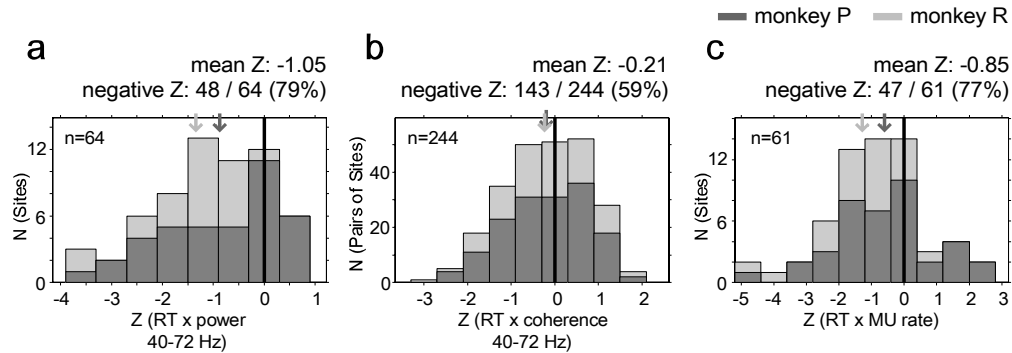 monkey P monkey R
a
mean Z: -1.05
negative Z: 48 / 64 (79%)
n=64
12
6
0
N (Sites)
-4 -3 -2 -1 0 1
Z (RT x power
40-72 Hz)
b
mean Z: -0.21
negative Z: 143 / 244 (59%)
n=244
40
20
0
N (Pairs of Sites)
-3 -2 -1 0 1 2
Z (RT x coherence
40-72 Hz)
c
mean Z: -0.85
negative Z: 47 / 61 (77%)
n=61
12
6
0
N (Sites)
-5 -4 -3 -2 -1 0 1 2 3
Z (RT x MU rate)